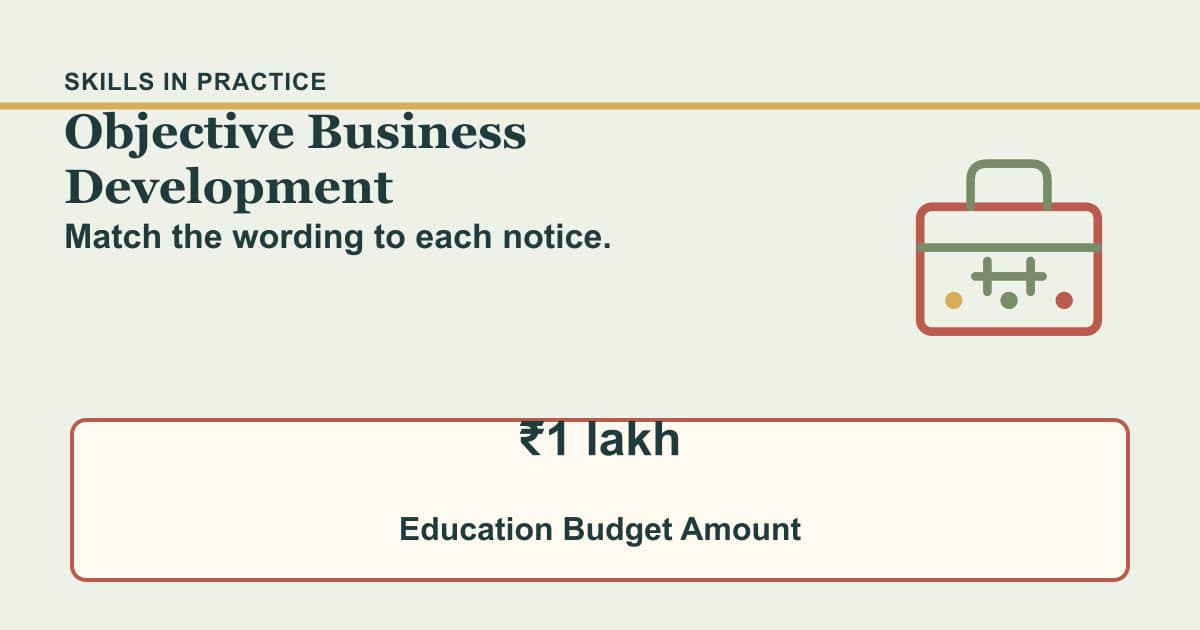 SKILLS IN PRACTICE
Objective Business
Development
Match the wording to each notice.
₹1 lakh
Education Budget Amount